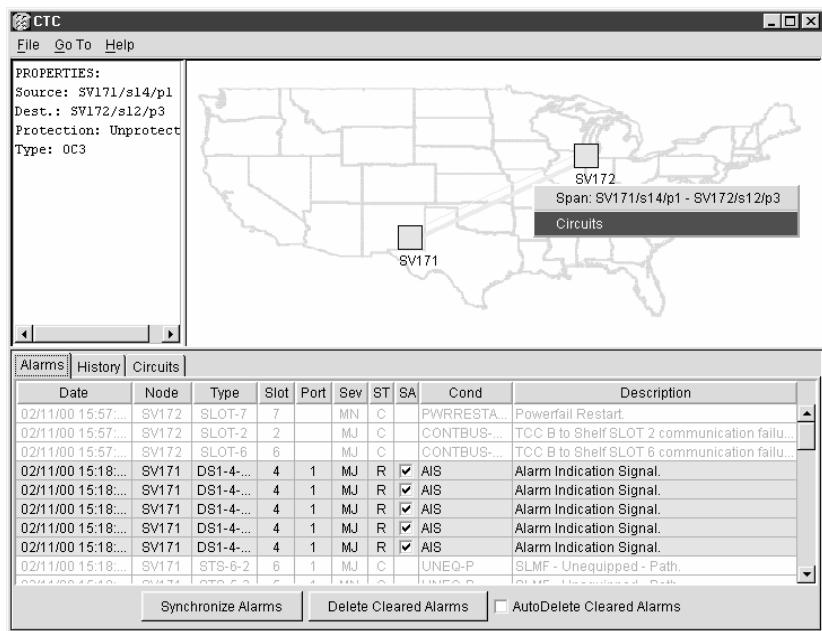 CTC
File Go To Help
PROPERTIES:
Source: SV171/s14/p1
Dest.: SV172/s12/p3
Protection: Unprotect
Type: OC3
SV172
Span: SV171/s14/p1 - SV172/s12/p3
Circuits
SV171
Alarms History Circuits
Date Node Type Slot Port Sev ST SA Cond Description
02/11/00 15:57:... SV172 SLOT-7 7 MN C PWRRESTA... Powerfail Restart.
02/11/00 15:57:... SV172 SLOT-2 2 MJ C CONTBUS-... TCC B to Shelf SLOT 2 communication failu...
02/11/00 15:57:... SV172 SLOT-6 6 MJ C CONTBUS-... TCC B to Shelf SLOT 6 communication failu...
02/11/00 15:18:... SV171 DS1-4-... 4 1 MJ R AIS Alarm Indication Signal.
02/11/00 15:18:... SV171 DS1-4-... 4 1 MJ R AIS Alarm Indication Signal.
02/11/00 15:18:... SV171 DS1-4-... 4 1 MJ R AIS Alarm Indication Signal.
02/11/00 15:18:... SV171 DS1-4-... 4 1 MJ R AIS Alarm Indication Signal.
02/11/00 15:18:... SV171 DS1-4-... 4 1 MJ R AIS Alarm Indication Signal.
02/11/00 15:18:... SV171 STS-6-2 6 1 MJ C UNEQ-P SLMF - Unequipped - Path.
Synchronize Alarms Delete Cleared Alarms AutoDelete Cleared Alarms